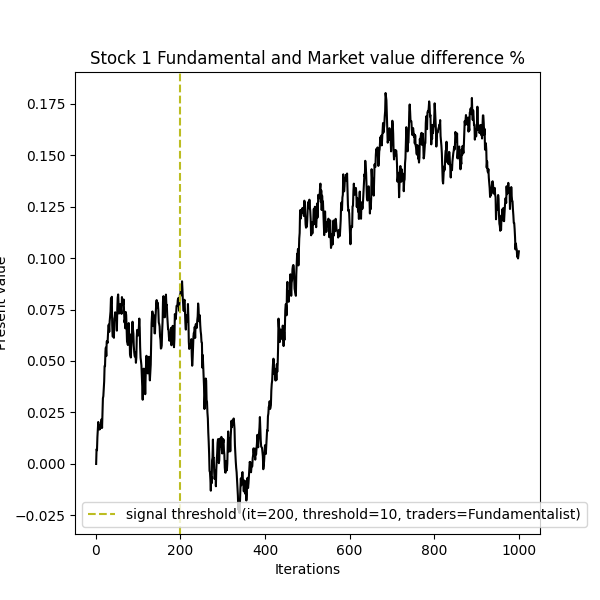 Stock 1 Fundamental and Market value difference %
0.175
0.150
0.125
0.100
0.075
0.050
0.025
0.000
−0.025
Present value
signal threshold (it=200, threshold=10, traders=Fundamentalist)
0 200 400 600 800 1000
Iterations